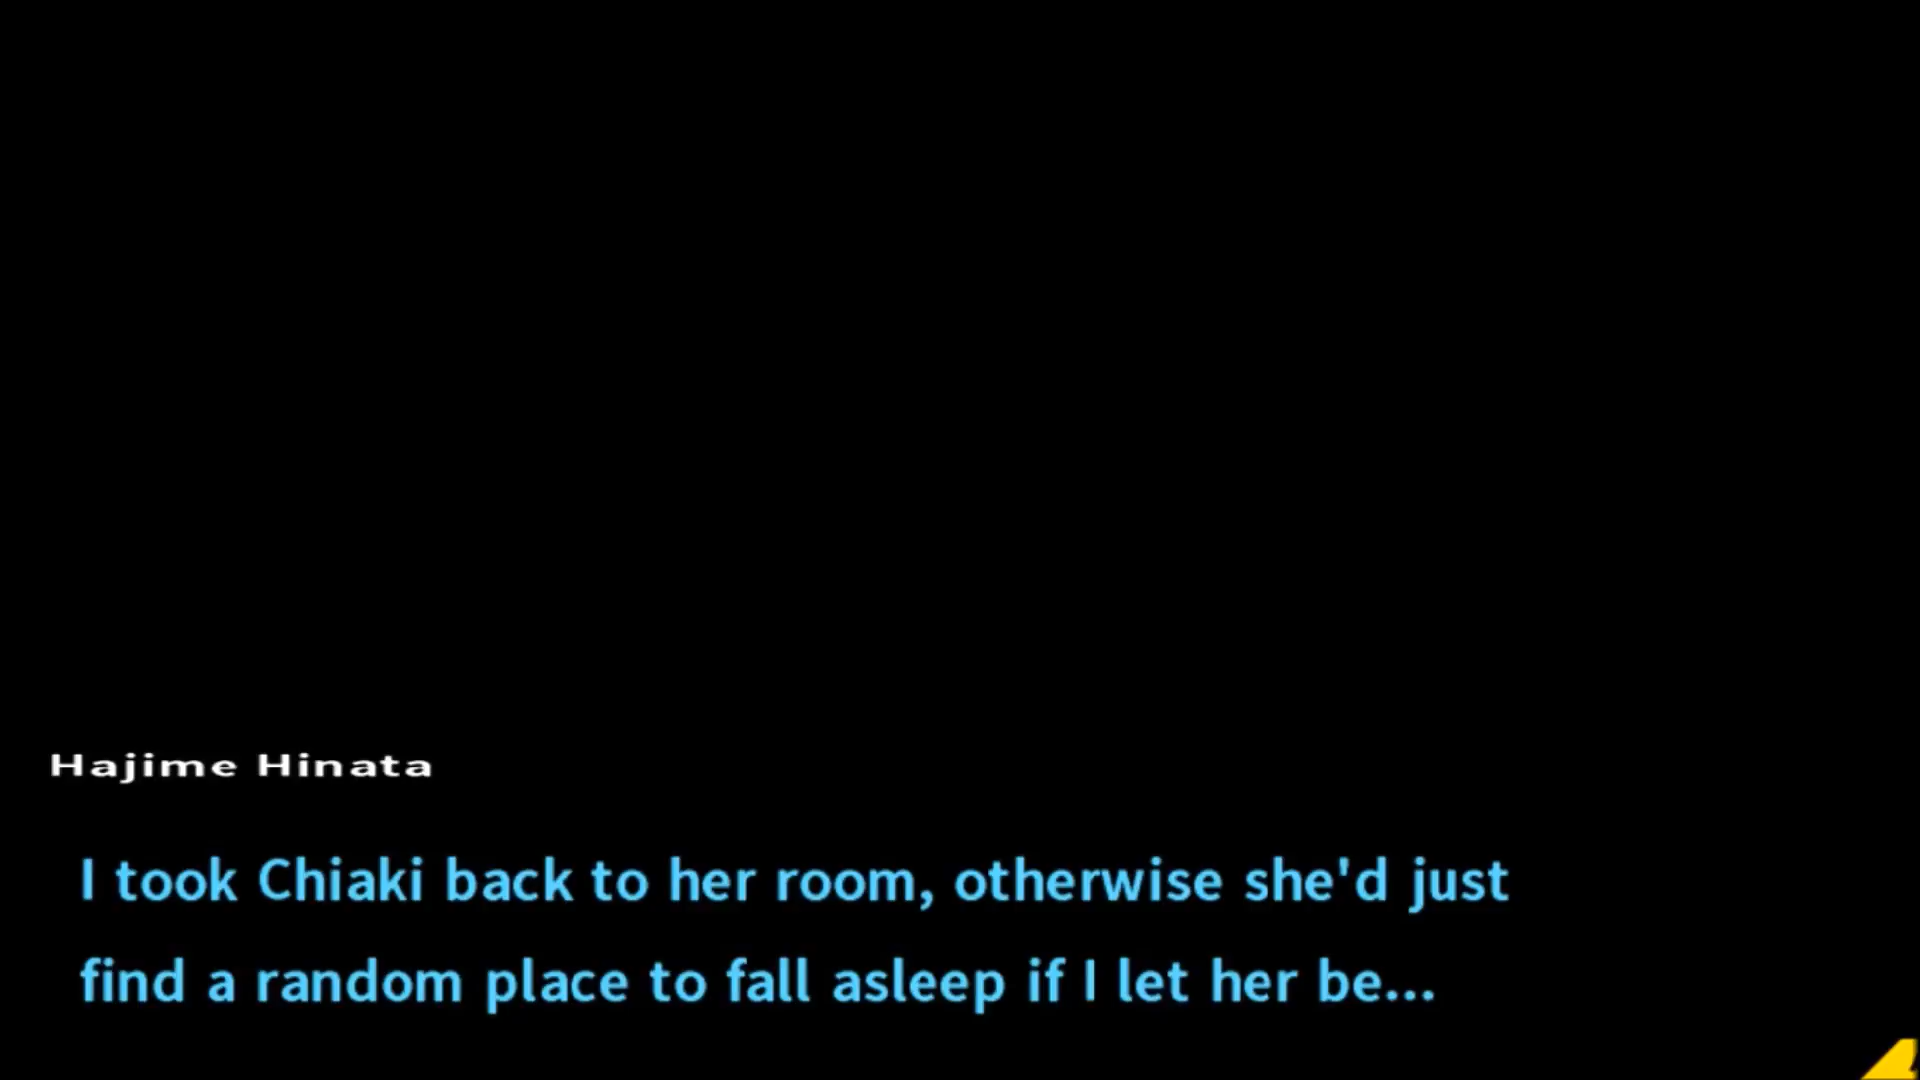 Hajime Hinata
I took Chiaki back to her room, otherwise she'd just
find a random place to fall asleep if I let her be...